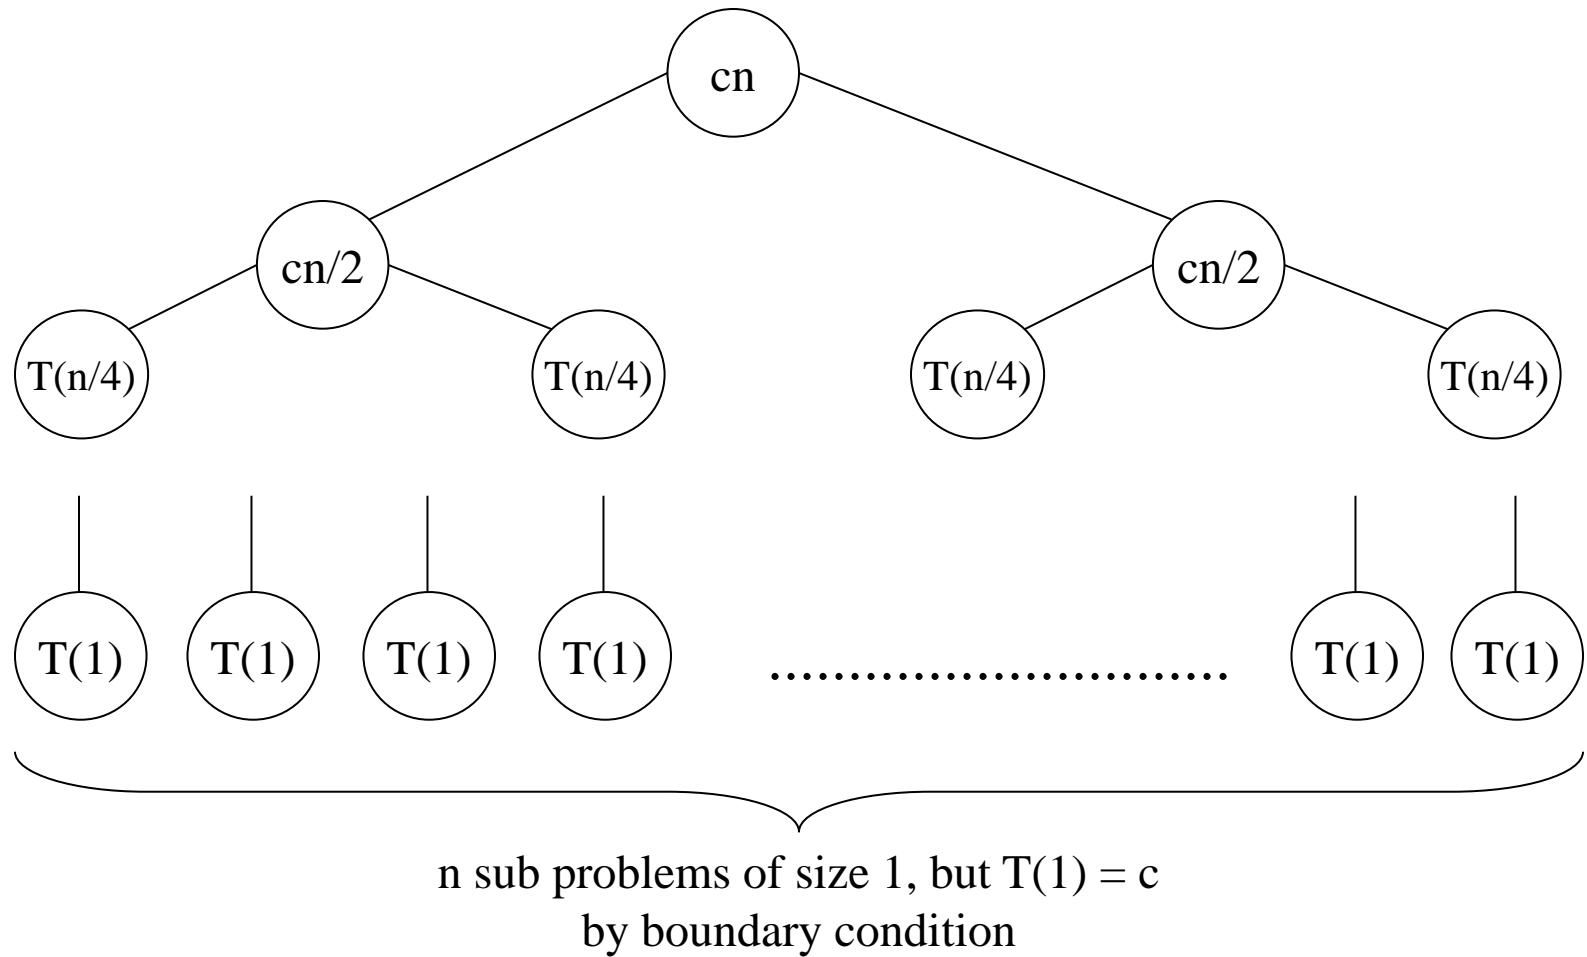 cn
cn/2
cn/2
T(n/4)
T(n/4)
T(n/4)
T(n/4)
T(1)
T(1)
T(1)
T(1)
.............................
T(1)
T(1)
n sub problems of size 1, but T(1) = c
by boundary condition